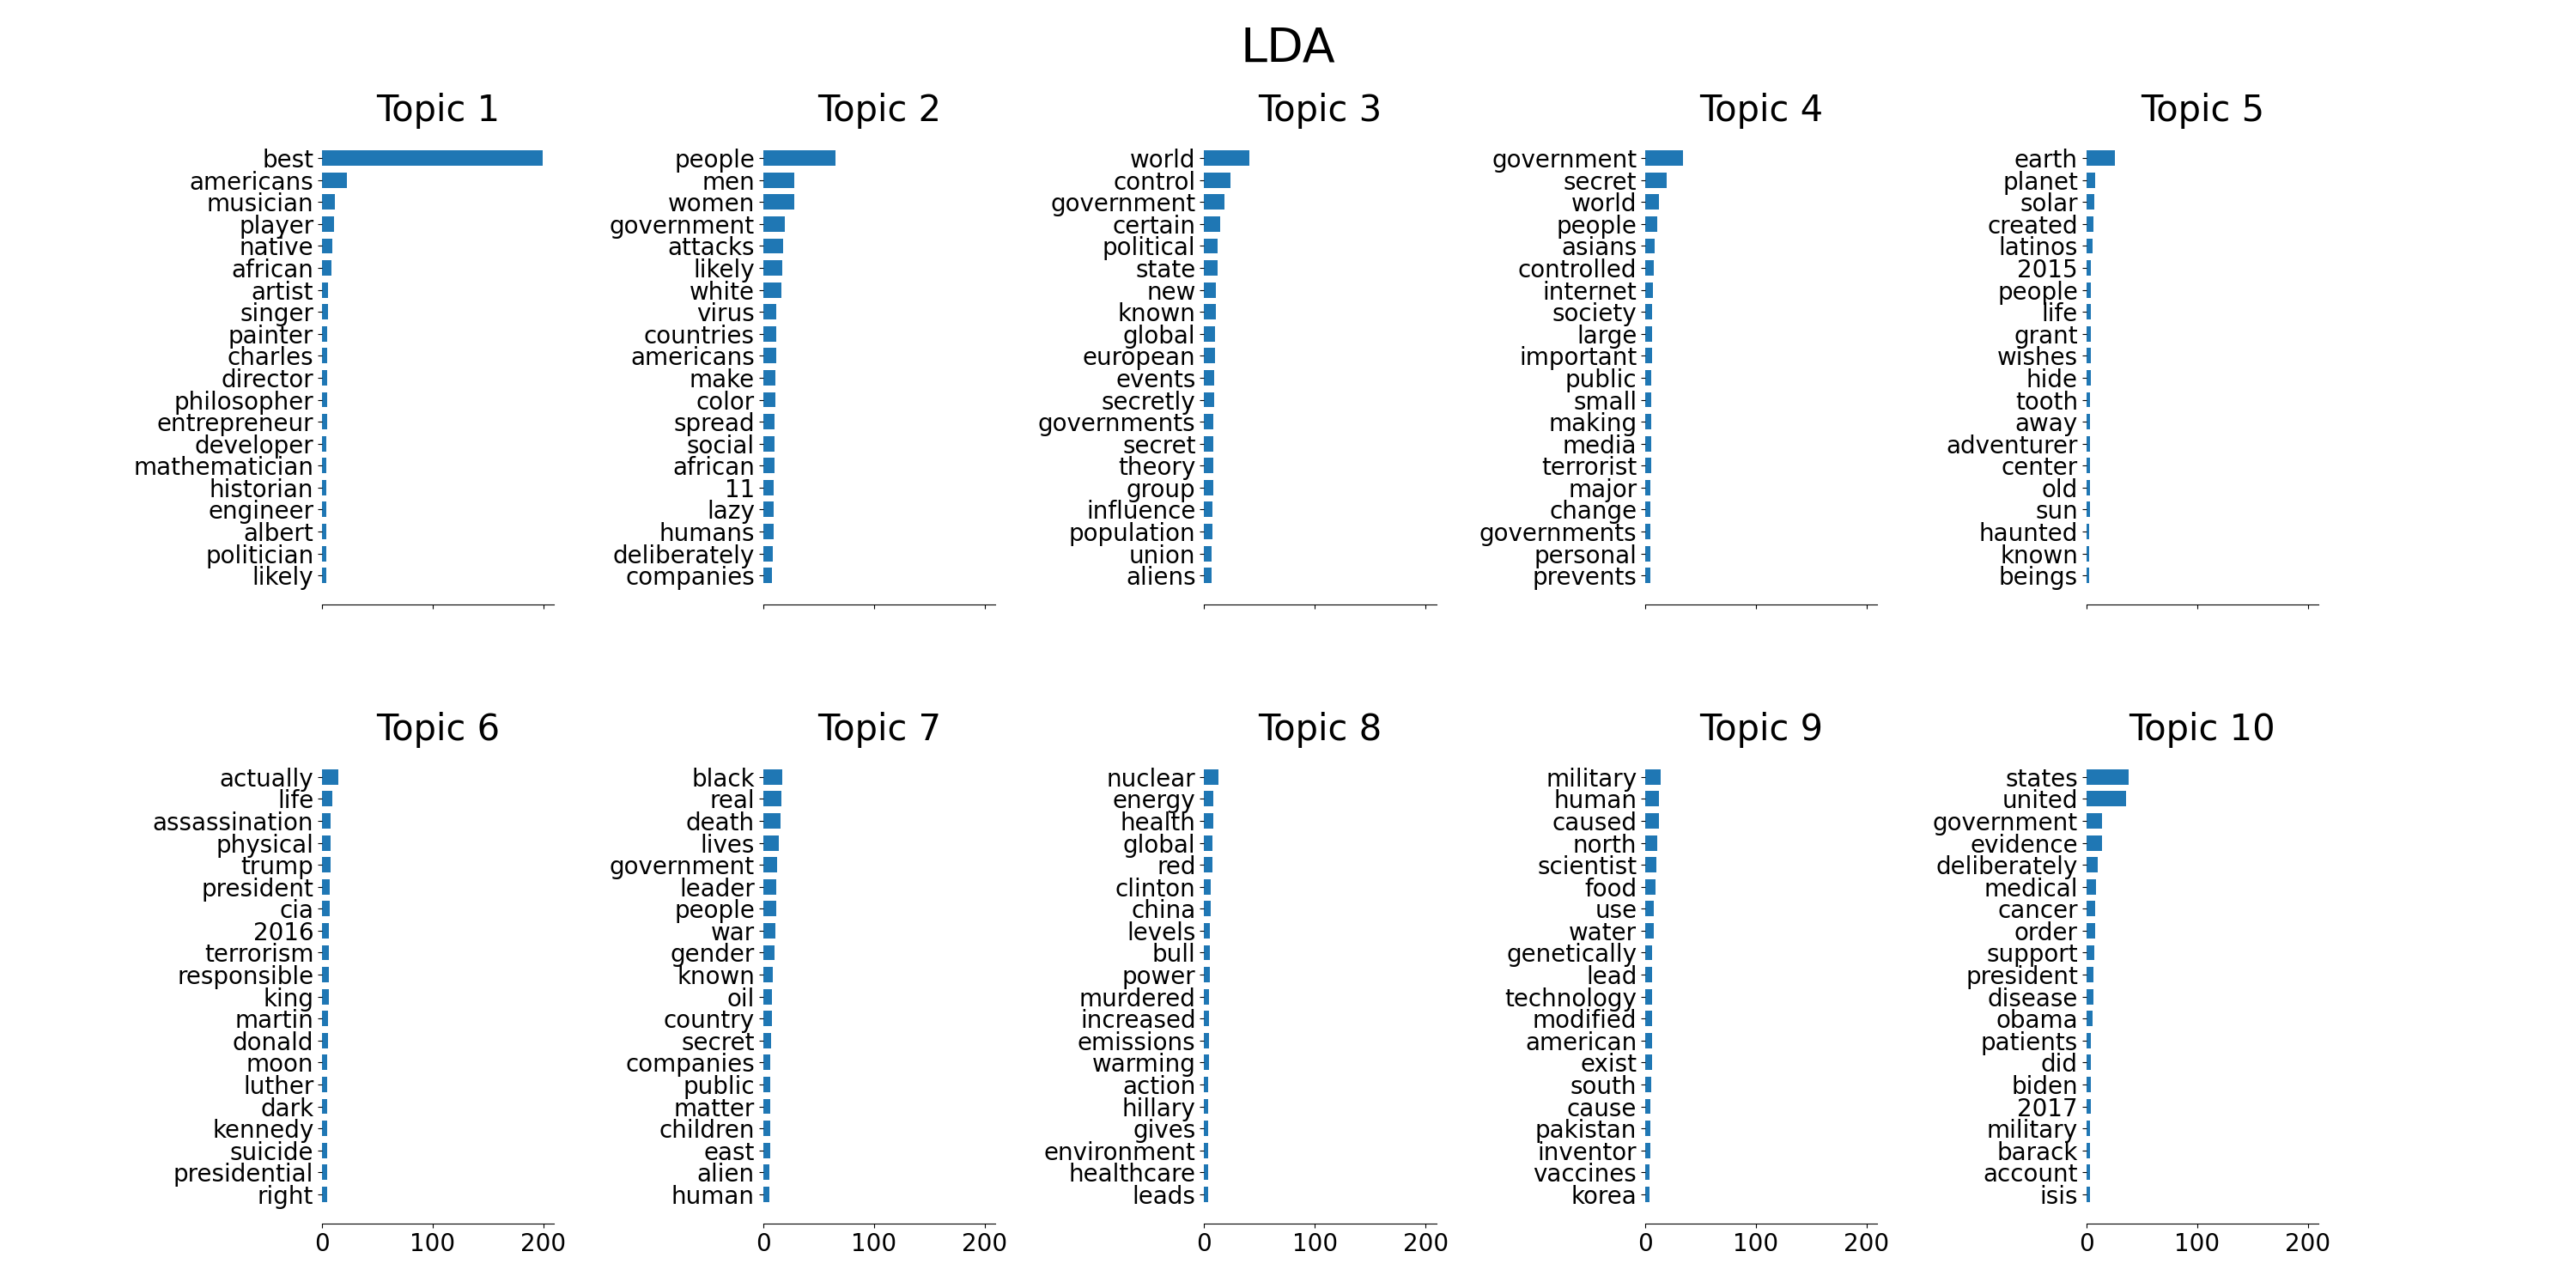 LDA
Topic 1
best
americans
musician
player
native
african
artist
singer
painter
charles
director
philosopher
entrepreneur
developer
mathematician
historian
engineer
albert
politician
likely
Topic 2
people
men
women
government
attacks
likely
white
virus
countries
americans
make
color
spread
social
african
11
lazy
humans
deliberately
companies
Topic 3
world
control
government
certain
political
state
new
known
global
european
events
secretly
governments
secret
theory
group
influence
population
union
aliens
Topic 4
government
secret
world
people
asians
controlled
internet
society
large
important
public
small
making
media
terrorist
major
change
governments
personal
prevents
Topic 5
earth
planet
solar
created
latinos
2015
people
life
grant
wishes
hide
tooth
away
adventurer
center
old
sun
haunted
known
beings
Topic 6
actually
life
assassination
physical
trump
president
cia
2016
terrorism
responsible
king
martin
donald
moon
luther
dark
kennedy
suicide
presidential
right
0 100 200
Topic 7
black
real
death
lives
government
leader
people
war
gender
known
oil
country
secret
companies
public
matter
children
east
alien
human
0 100 200
Topic 8
nuclear
energy
health
global
red
clinton
china
levels
bull
power
murdered
increased
emissions
warming
action
hillary
gives
environment
healthcare
leads
0 100 200
Topic 9
military
human
caused
north
scientist
food
use
water
genetically
lead
technology
modified
american
exist
south
cause
pakistan
inventor
vaccines
korea
0 100 200
Topic 10
states
united
government
evidence
deliberately
medical
cancer
order
support
president
disease
obama
patients
did
biden
2017
military
barack
account
isis
0 100 200